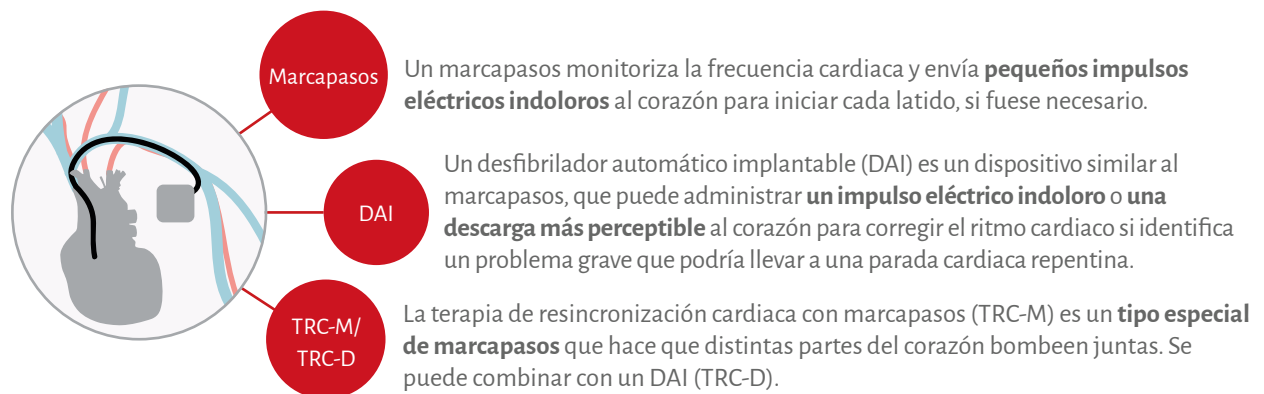 Marcapasos
Un marcapasos monitoriza la frecuencia cardiaca y envía pequeños impulsos
eléctricos indoloros al corazón para iniciar cada latido, si fuese necesario.
DAI
Un desfibrilador automático implantable (DAI) es un dispositivo similar al
marcapasos, que puede administrar un impulso eléctrico indoloro o una
descarga más perceptible al corazón para corregir el ritmo cardiaco si identifica
un problema grave que podría llevar a una parada cardiaca repentina.
TRC-M/
TRC-D
La terapia de resincronización cardiaca con marcapasos (TRC-M) es un tipo especial
de marcapasos que hace que distintas partes del corazón bombeen juntas. Se
puede combinar con un DAI (TRC-D).